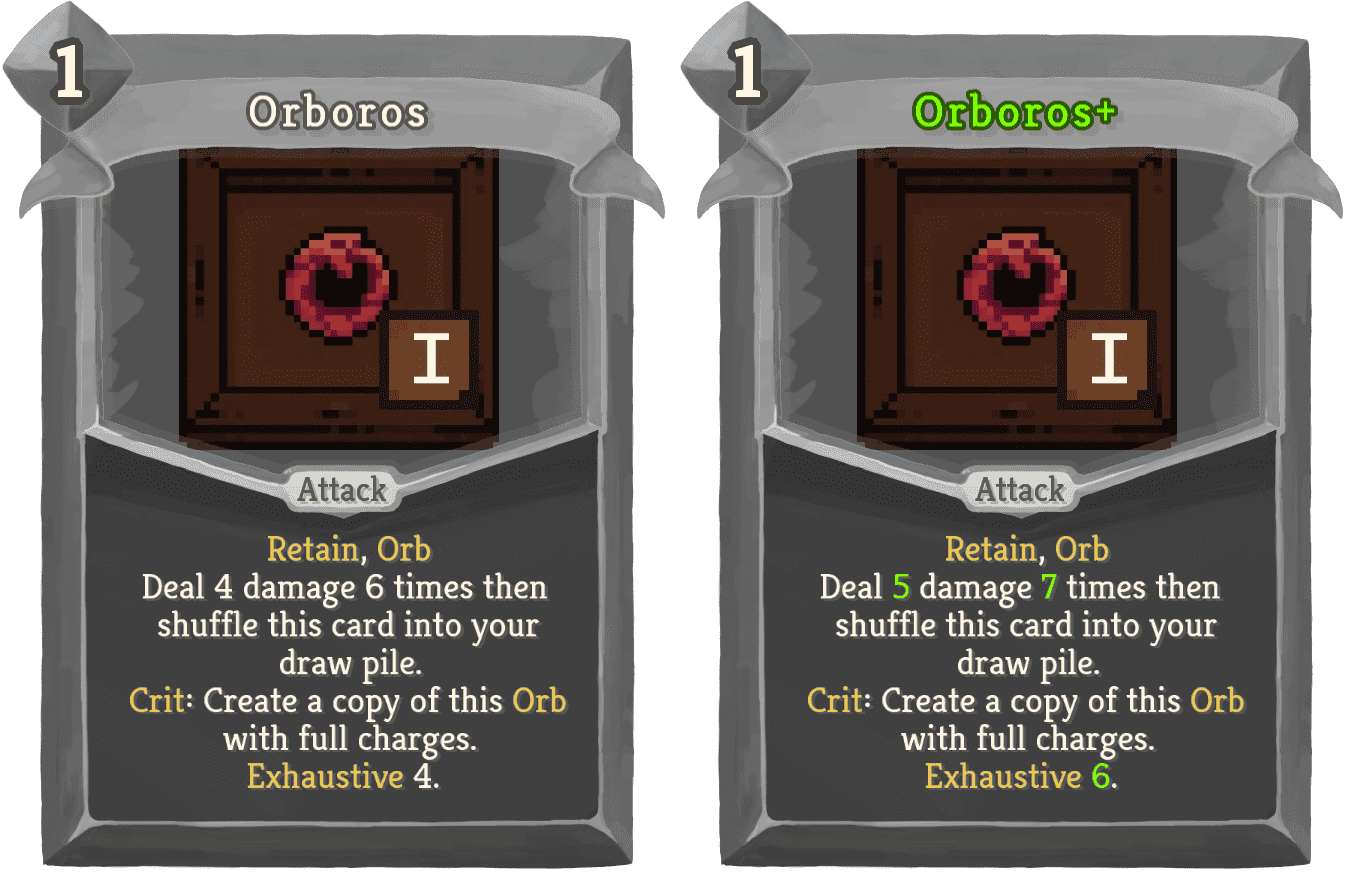 1
Orboros
I
Attack
Retain, Orb
Deal 4 damage 6 times then
shuffle this card into your
draw pile.
Crit: Create a copy of this Orb
with full charges.
Exhaustive 4.
1
Orboros+
I
Attack
Retain, Orb
Deal 5 damage 7 times then
shuffle this card into your
draw pile.
Crit: Create a copy of this Orb
with full charges.
Exhaustive 6.